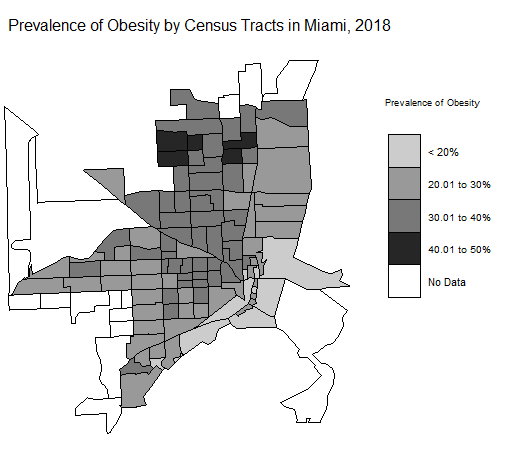 Prevalence of Obesity by Census Tracts in Miami, 2018
Prevalence of Obesity
< 20%
20.01 to 30%
30.01 to 40%
40.01 to 50%
No Data